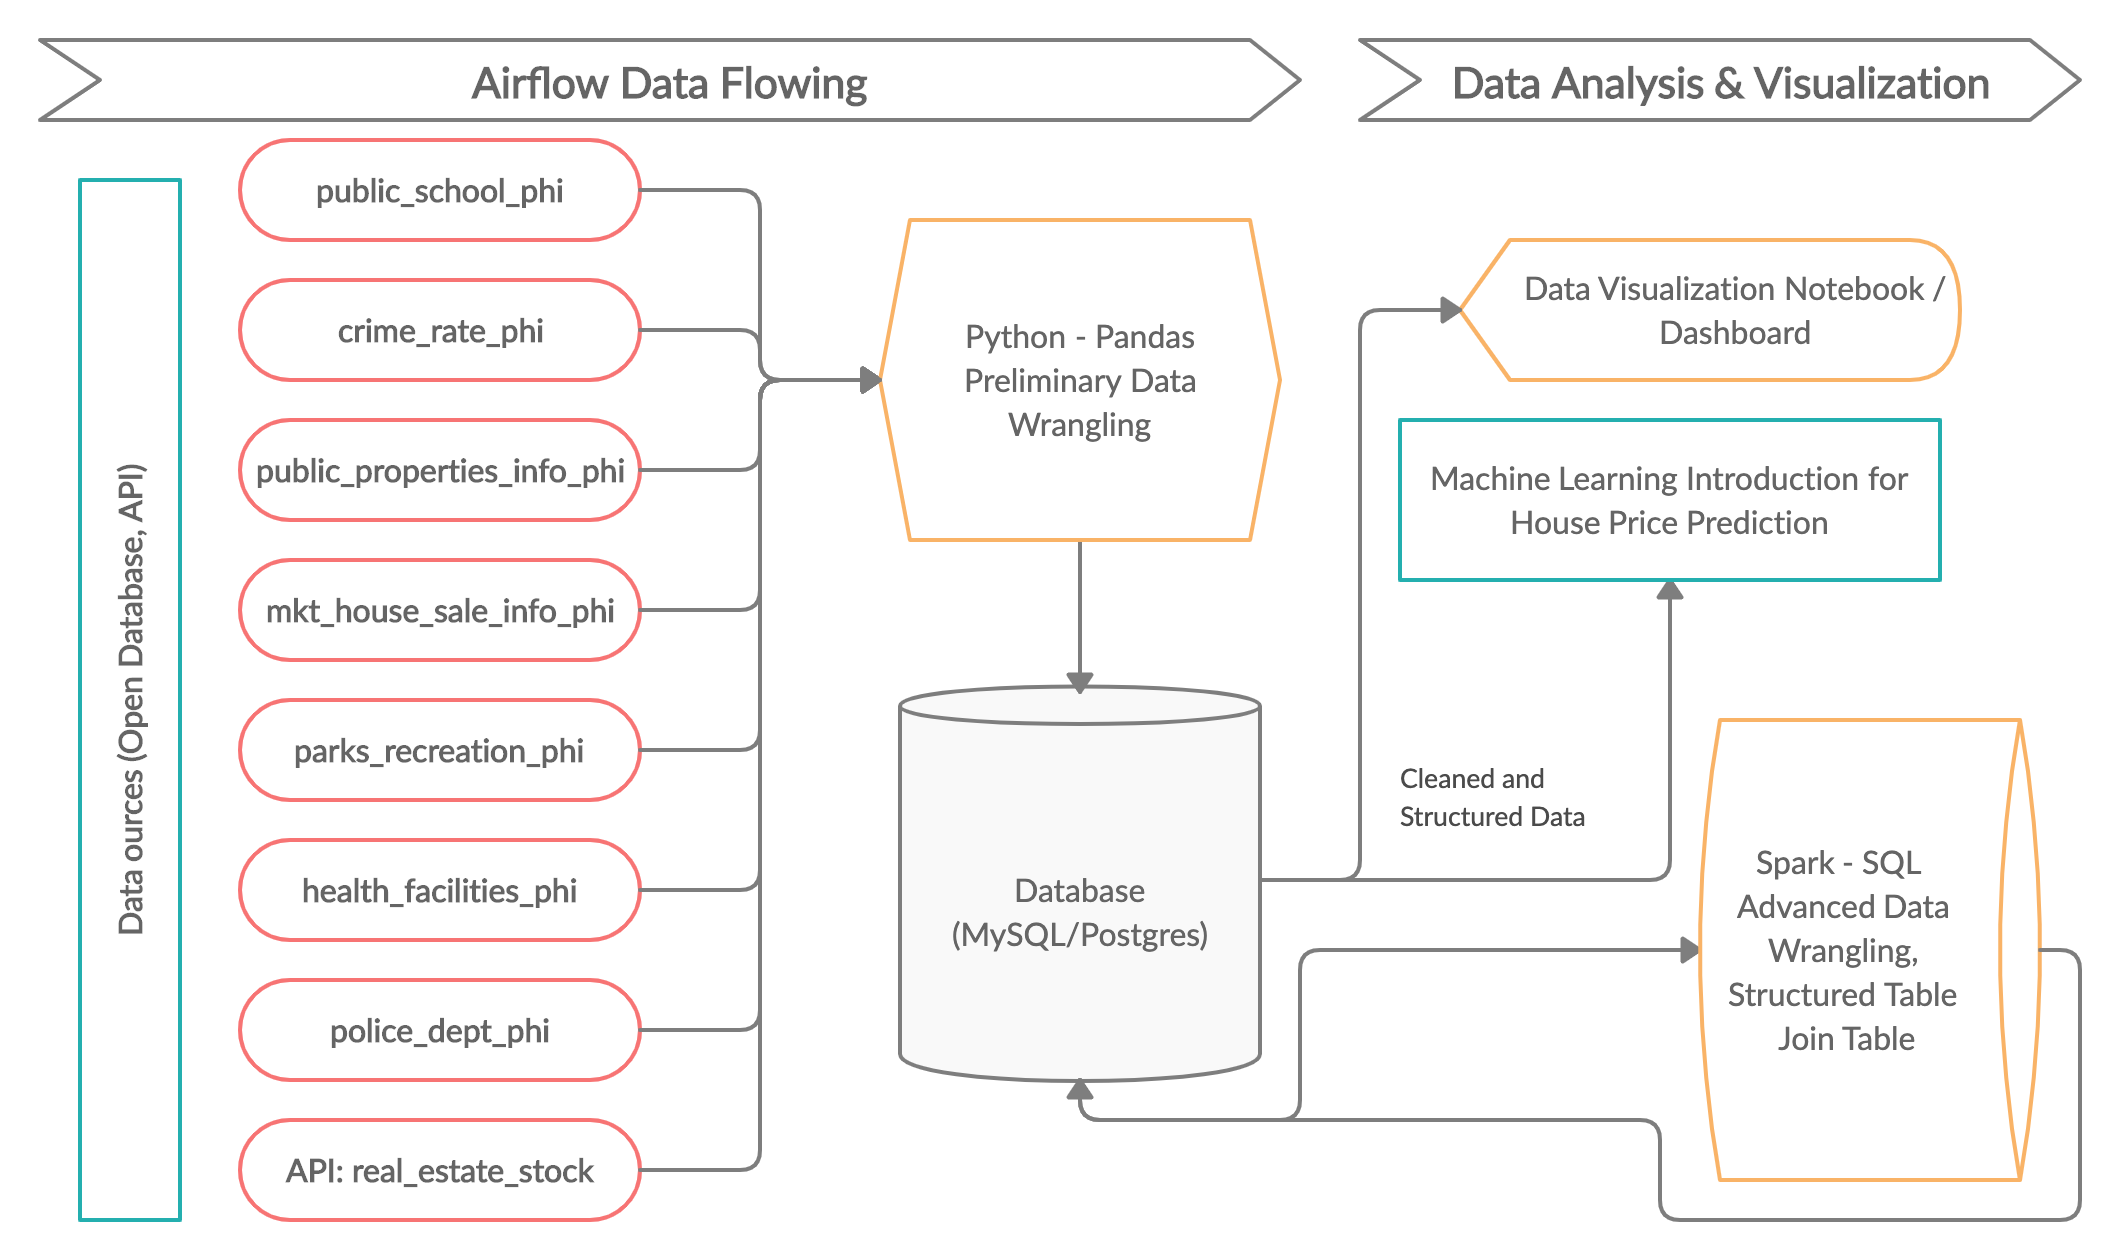 Airflow Data Flowing
Data Analysis & Visualization
Data ources (Open Database, API)
public_school_phi
crime_rate_phi
public_properties_info_phi
mkt_house_sale_info_phi
parks_recreation_phi
health_facilities_phi
police_dept_phi
API: real_estate_stock
Python - Pandas
Preliminary Data
Wrangling
Database
(MySQL/Postgres)
Data Visualization Notebook /
Dashboard
Machine Learning Introduction for
House Price Prediction
Cleaned and
Structured Data
Spark - SQL
Advanced Data
Wrangling,
Structured Table
Join Table